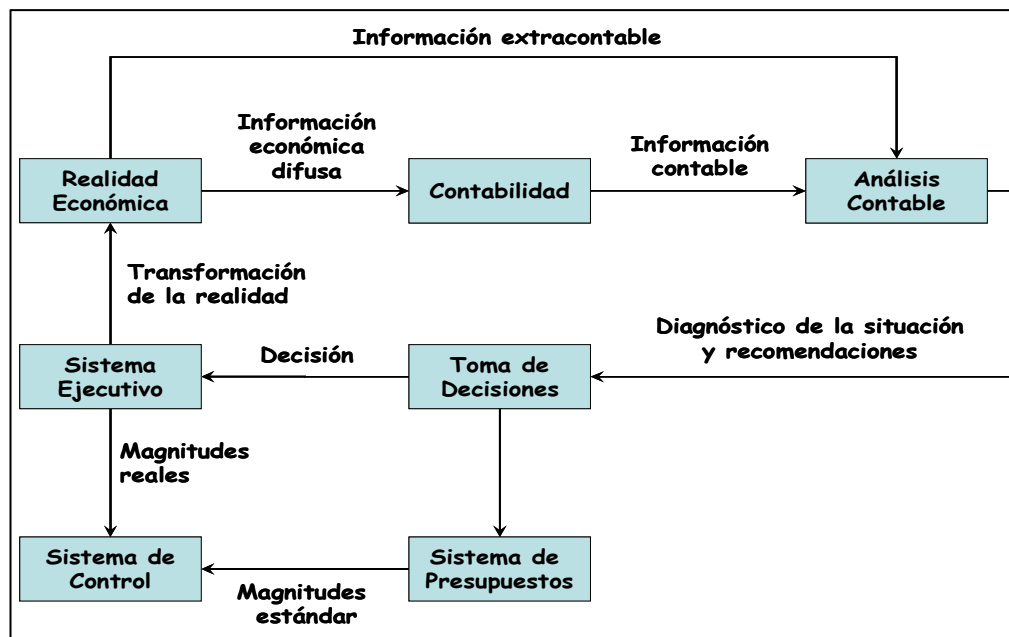 Información extracontable
Información
económica
difusa
Información
contable
Realidad
Económica
Contabilidad
Análisis
Contable
Transformación
de la realidad
Diagnóstico de la situación
y recomendaciones
Sistema
Ejecutivo
Decisión
Toma de
Decisiones
Magnitudes
reales
Sistema de
Control
Magnitudes
estándar
Sistema de
Presupuestos